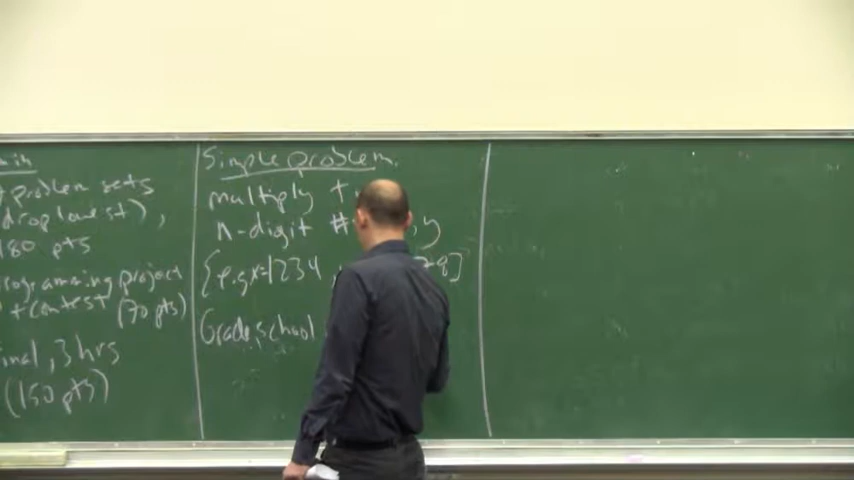 problem sets
drop lowest),
180 pts
programming project
+contest (70 pts)
final, 3 hrs
(150 pts)
Simple problem.
multiply
n-digit #
[e.g. x=1234
78]
Grade school